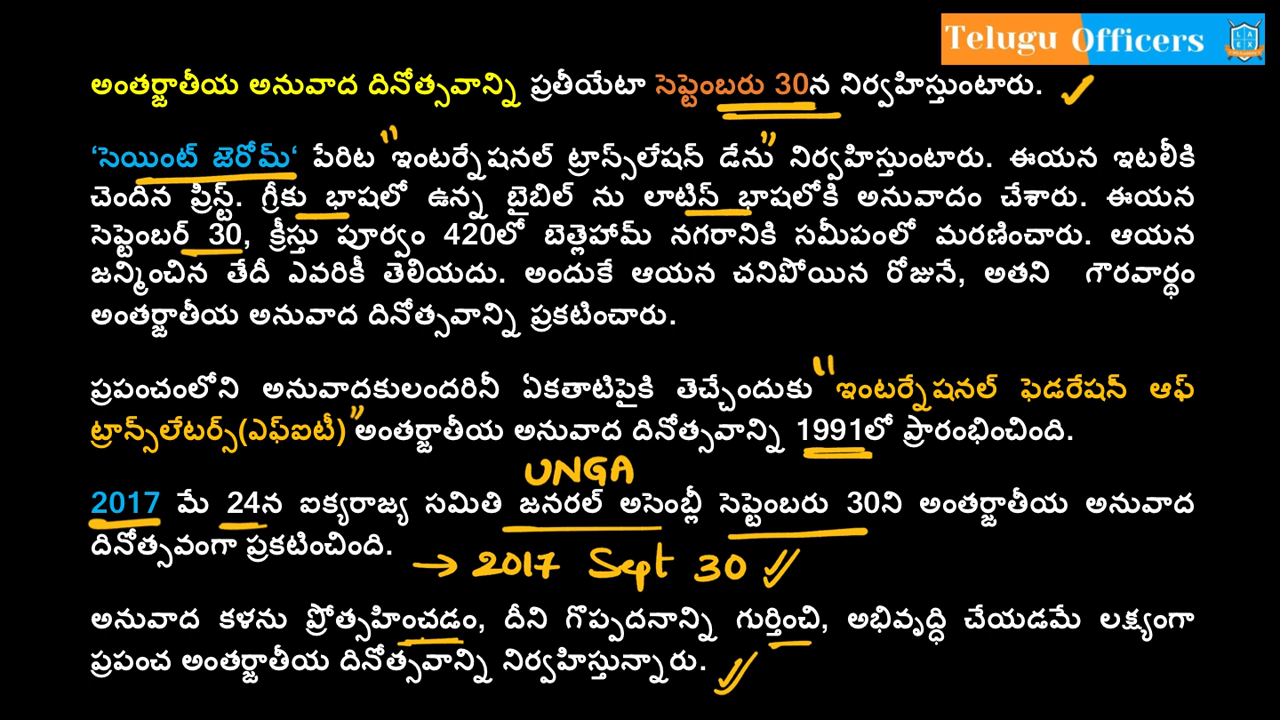 Telugu Officers
అంతర్జాతీయ అనువాద దినోత్సవాన్ని ప్రతీయేటా సెప్టెంబరు 30న నిర్వహిస్తుంటారు.
‘సెయింట్ జెరోమ్‘ పేరిట "ఇంటర్నేషనల్ ట్రాన్స్‌లేషన్ డే"ను నిర్వహిస్తుంటారు. ఈయన ఇటలీకి
చెందిన ప్రీస్ట్. గ్రీకు భాషలో ఉన్న బైబిల్ ను లాటిన్ భాషలోకి అనువాదం చేశారు. ఈయన
సెప్టెంబర్ 30, క్రీస్తు పూర్వం 420లో బెత్లెహామ్ నగరానికి సమీపంలో మరణించారు. ఆయన
జన్మించిన తేదీ ఎవరికీ తెలియదు. అందుకే ఆయన చనిపోయిన రోజునే, అతని గౌరవార్థం
అంతర్జాతీయ అనువాద దినోత్సవాన్ని ప్రకటించారు.
ప్రపంచంలోని అనువాదకులందరినీ ఏకతాటిపైకి తెచ్చేందుకు "ఇంటర్నేషనల్ ఫెడరేషన్ ఆఫ్
ట్రాన్స్‌లేటర్స్(ఎఫ్ఐటీ)" అంతర్జాతీయ అనువాద దినోత్సవాన్ని 1991లో ప్రారంభించింది.
UNGA
2017 మే 24న ఐక్యరాజ్య సమితి జనరల్ అసెంబ్లీ సెప్టెంబరు 30ని అంతర్జాతీయ అనువాద
దినోత్సవంగా ప్రకటించింది.
→ 2017 Sept 30
అనువాద కళను ప్రోత్సహించడం, దీని గొప్పదనాన్ని గుర్తించి, అభివృద్ధి చేయడమే లక్ష్యంగా
ప్రపంచ అంతర్జాతీయ దినోత్సవాన్ని నిర్వహిస్తున్నారు.